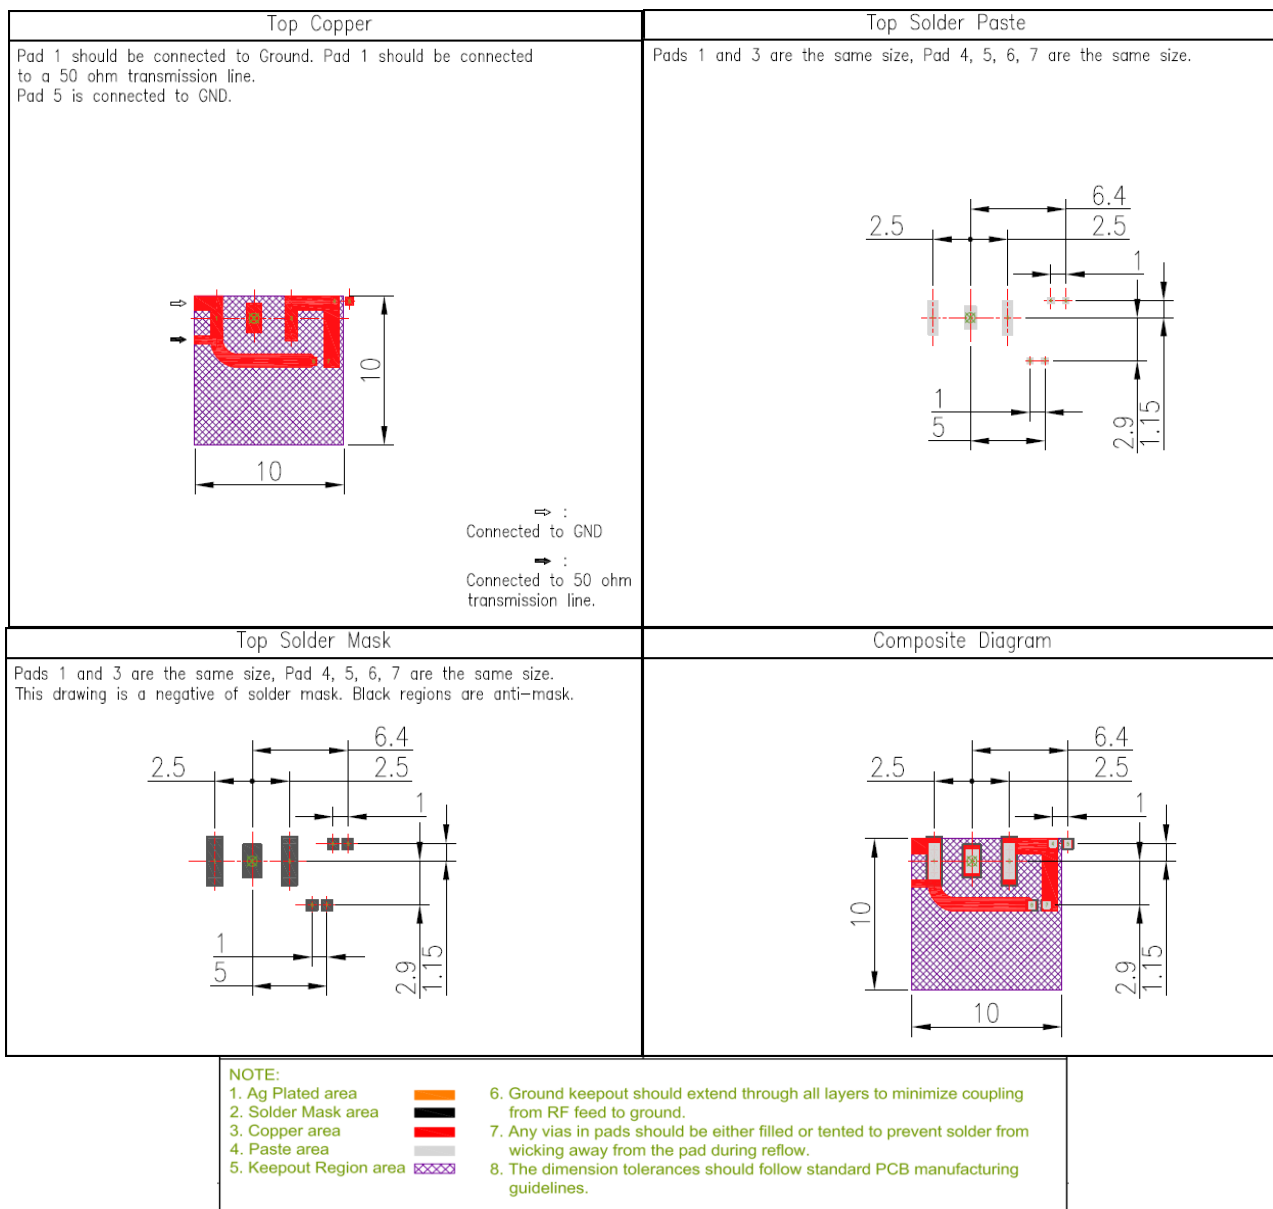 Top Copper
Pad 1 should be connected to Ground. Pad 1 should be connected
to a 50 ohm transmission line.
Pad 5 is connected to GND.
10
10
:
Connected to GND
:
Connected to 50 ohm
transmission line.
Top Solder Paste
Pads 1 and 3 are the same size, Pad 4, 5, 6, 7 are the same size.
6.4
2.5
2.5
1
1
5
2.9
1.15
Top Solder Mask
Pads 1 and 3 are the same size, Pad 4, 5, 6, 7 are the same size.
This drawing is a negative of solder mask. Black regions are anti-mask.
6.4
2.5
2.5
1
1
5
2.9
1.15
Composite Diagram
6.4
2.5
2.5
1
10
2.9
1.15
10
NOTE:
1. Ag Plated area
2. Solder Mask area
3. Copper area
4. Paste area
5. Keepout Region area
6. Ground keepout should extend through all layers to minimize coupling
from RF feed to ground.
7. Any vias in pads should be either filled or tented to prevent solder from
wicking away from the pad during reflow.
8. The dimension tolerances should follow standard PCB manufacturing
guidelines.